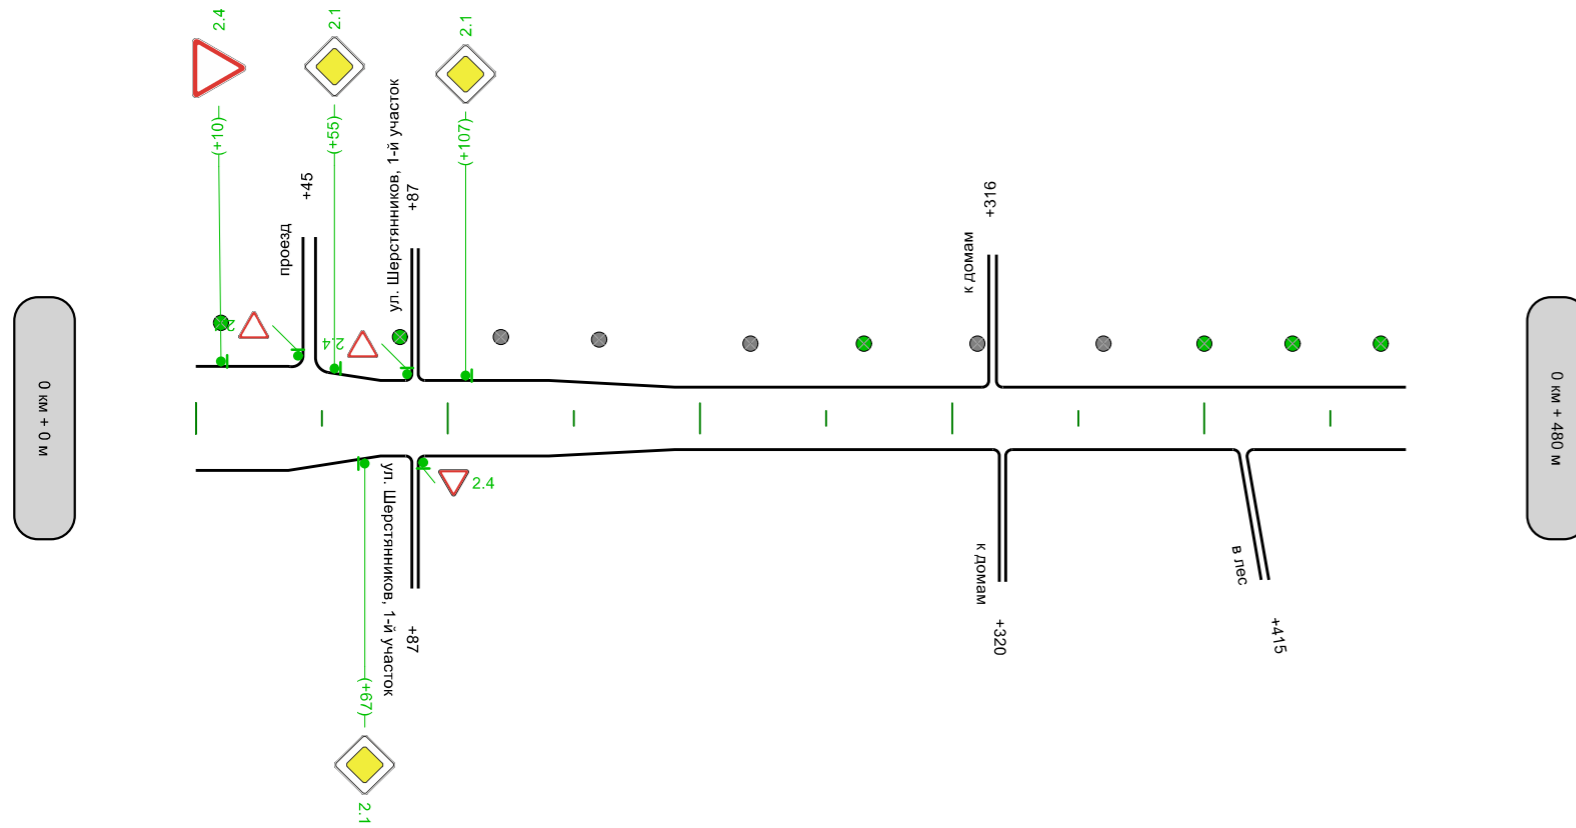 2.4
2.1
2.1
(+10)
(+55)
(+107)
ул. Шерстянников, 1-й участок
+45
+87
+316
проезд
к домам
2.4
0 км + 0 м
0 км + 480 м
ул. Шерстянников, 1-й участок
2.4
к домам
в лес
+87
+320
+415
(+67)
2.1